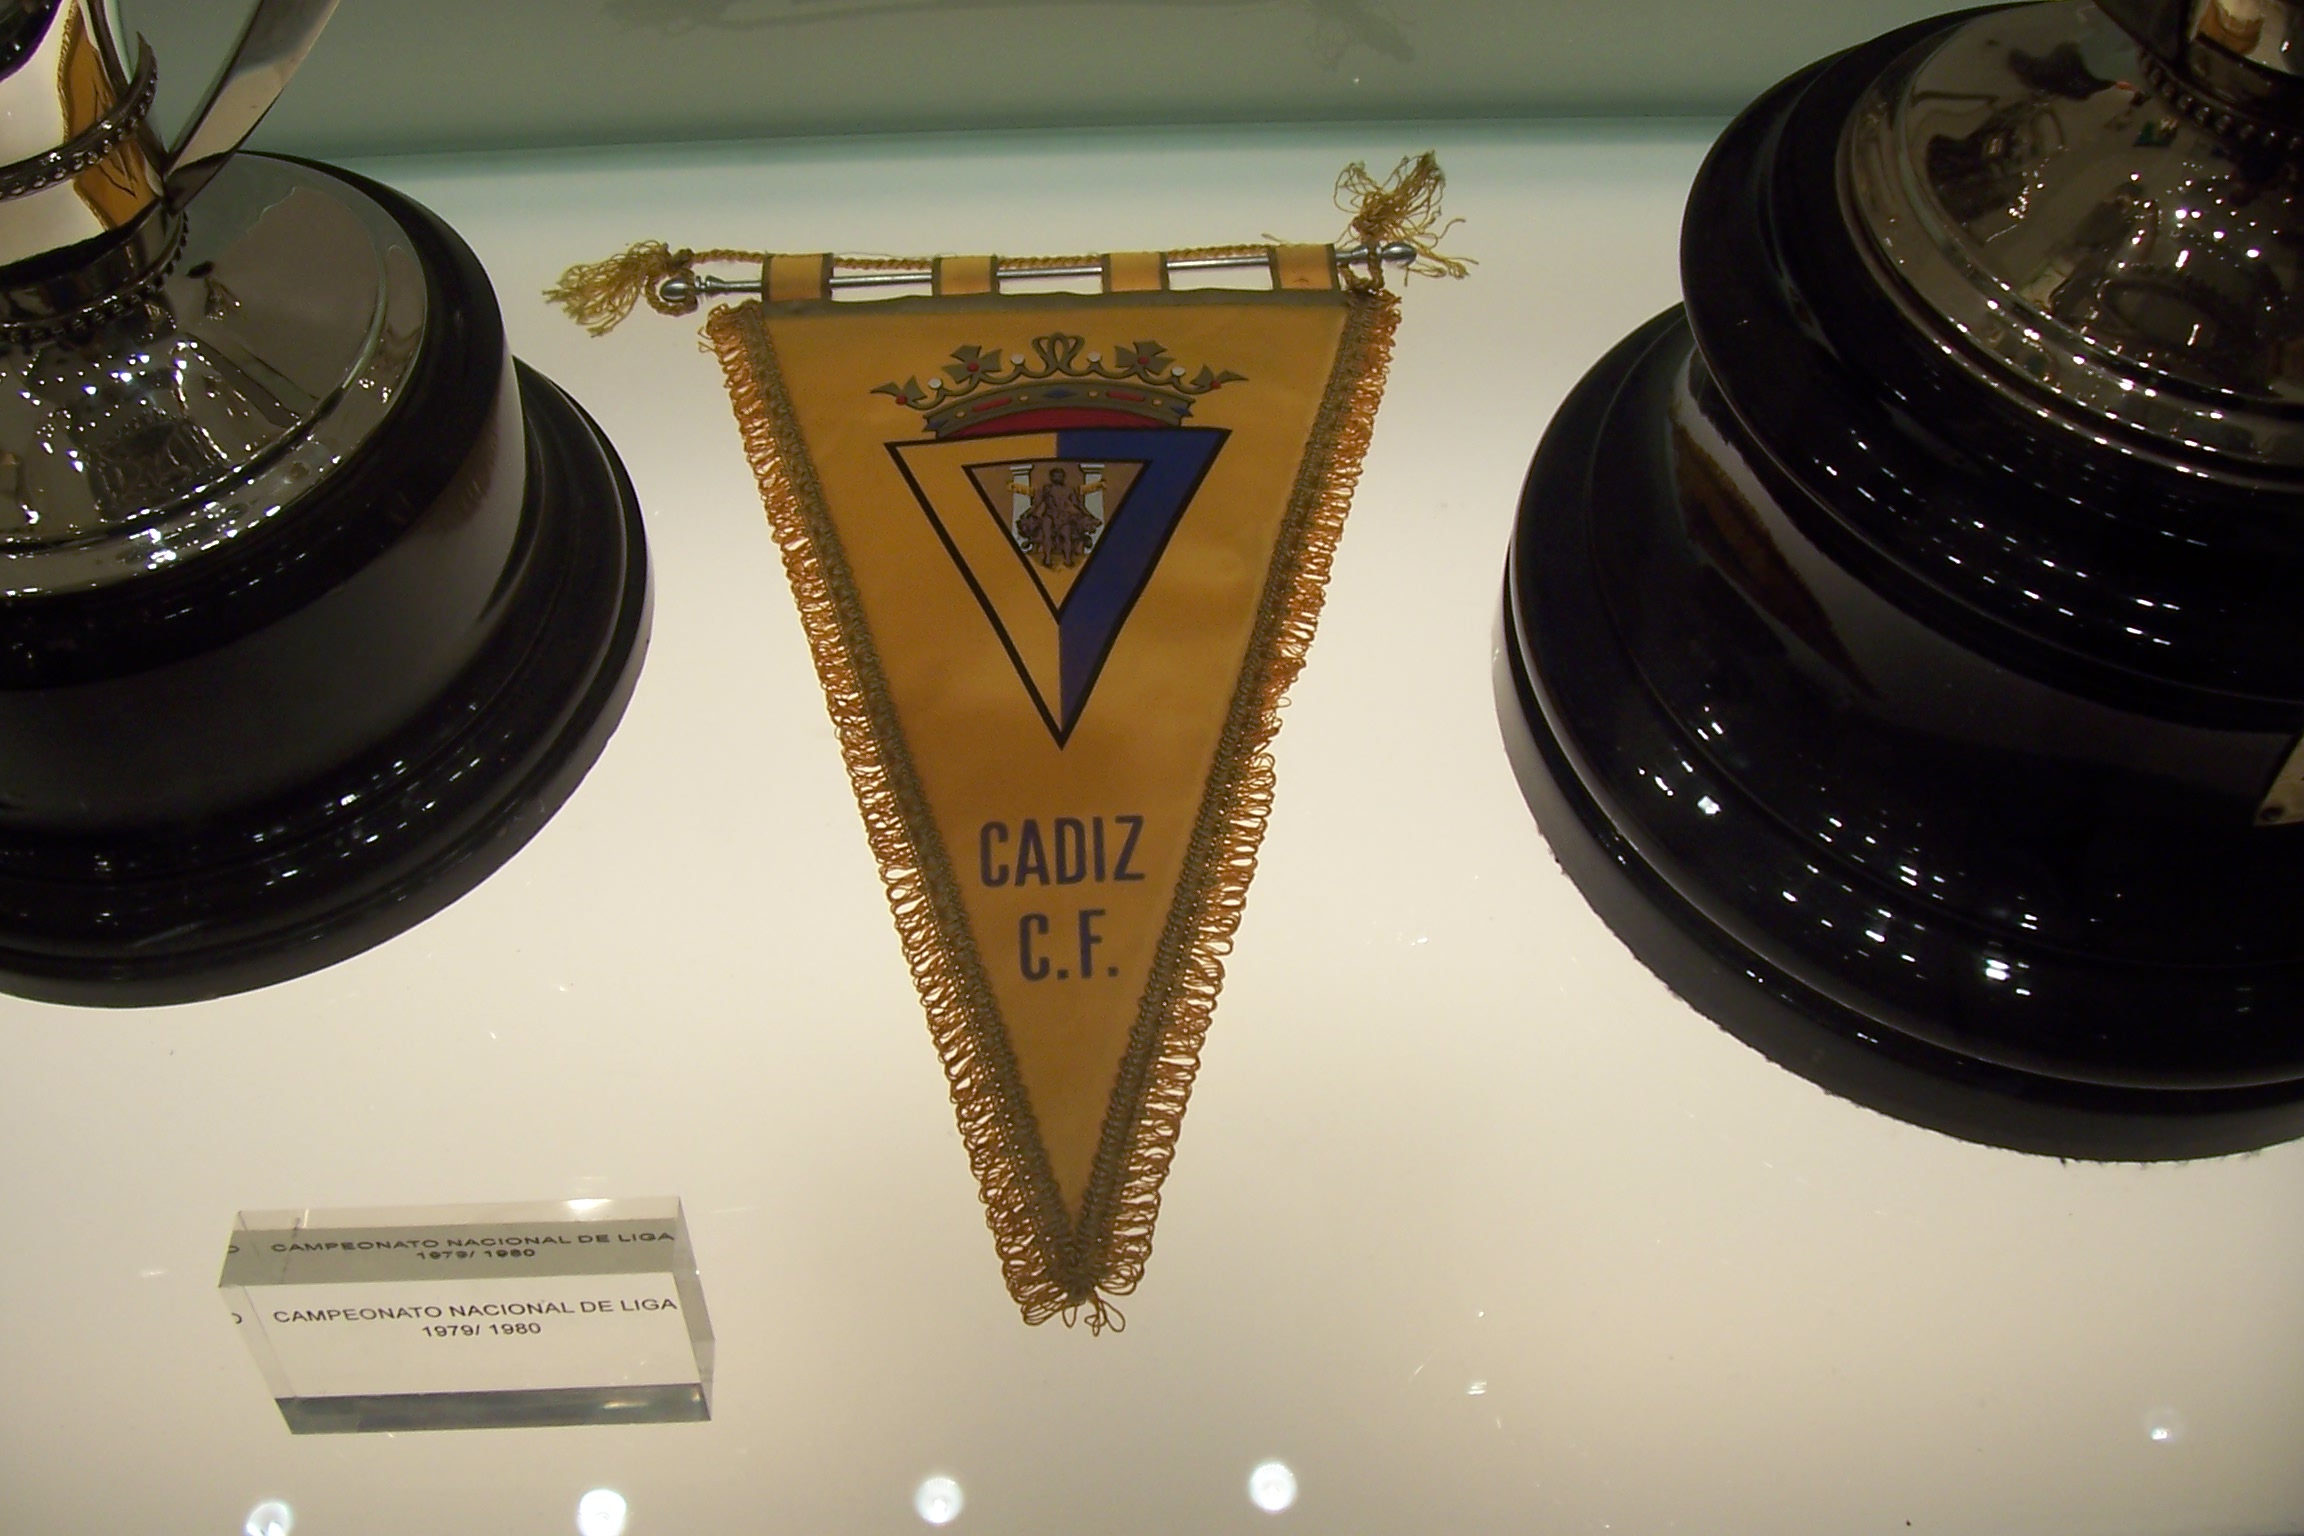 CADIZ
C.F.
CAMPEONATO NACIONAL DE LIGA
1979/ 1980
CAMPEONATO NACIONAL DE LIGA
1979/ 1980